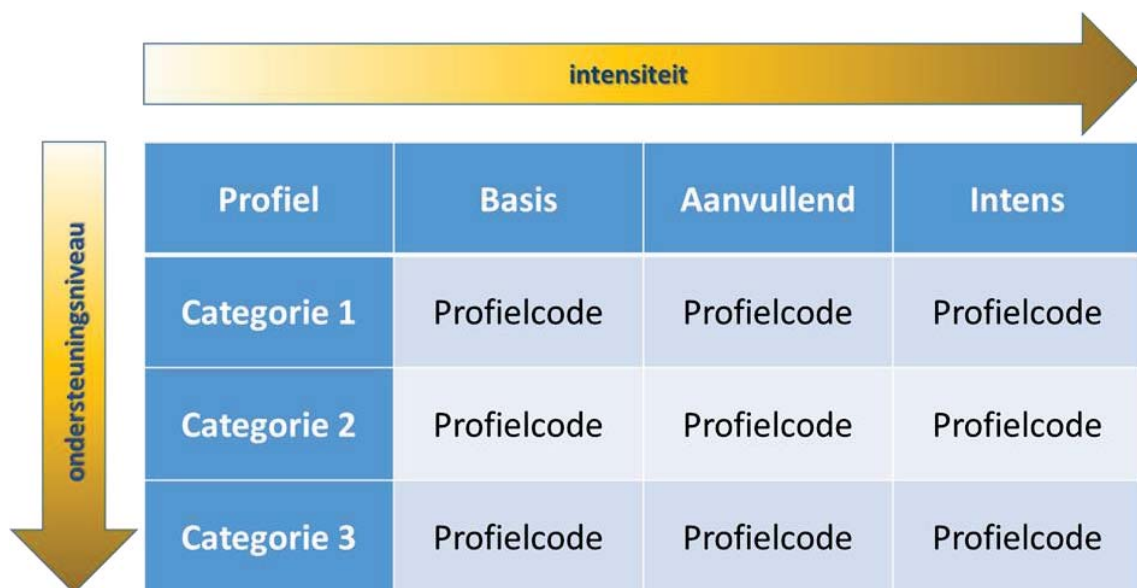 intensiteit
ondersteuningsniveau
Profiel Basis Aanvullend Intens
Categorie 1 Profielcode Profielcode Profielcode
Categorie 2 Profielcode Profielcode Profielcode
Categorie 3 Profielcode Profielcode Profielcode